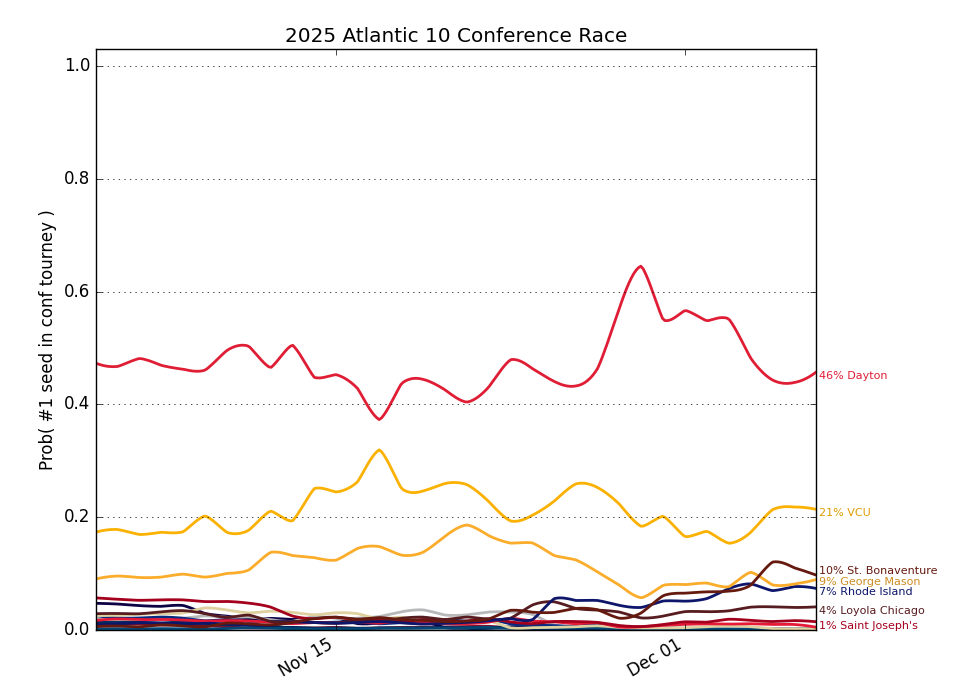 2025 Atlantic 10 Conference Race
Prob( #1 seed in conf tourney )
1.0
0.8
0.6
0.4
0.2
0.0
Nov 15
Dec 01
46% Dayton
21% VCU
10% St. Bonaventure
9% George Mason
7% Rhode Island
4% Loyola Chicago
1% Saint Joseph's